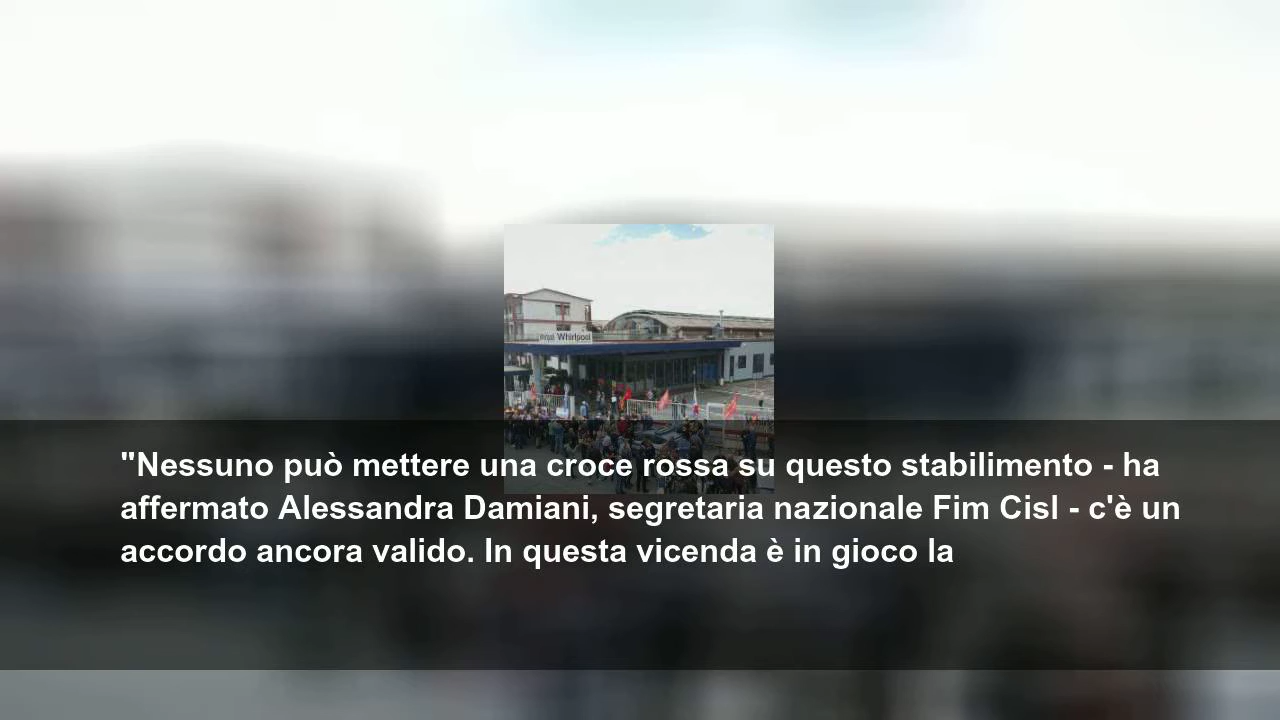 Whirlpool
"Nessuno può mettere una croce rossa su questo stabilimento - ha
affermato Alessandra Damiani, segretaria nazionale Fim Cisl - c'è un
accordo ancora valido. In questa vicenda è in gioco la